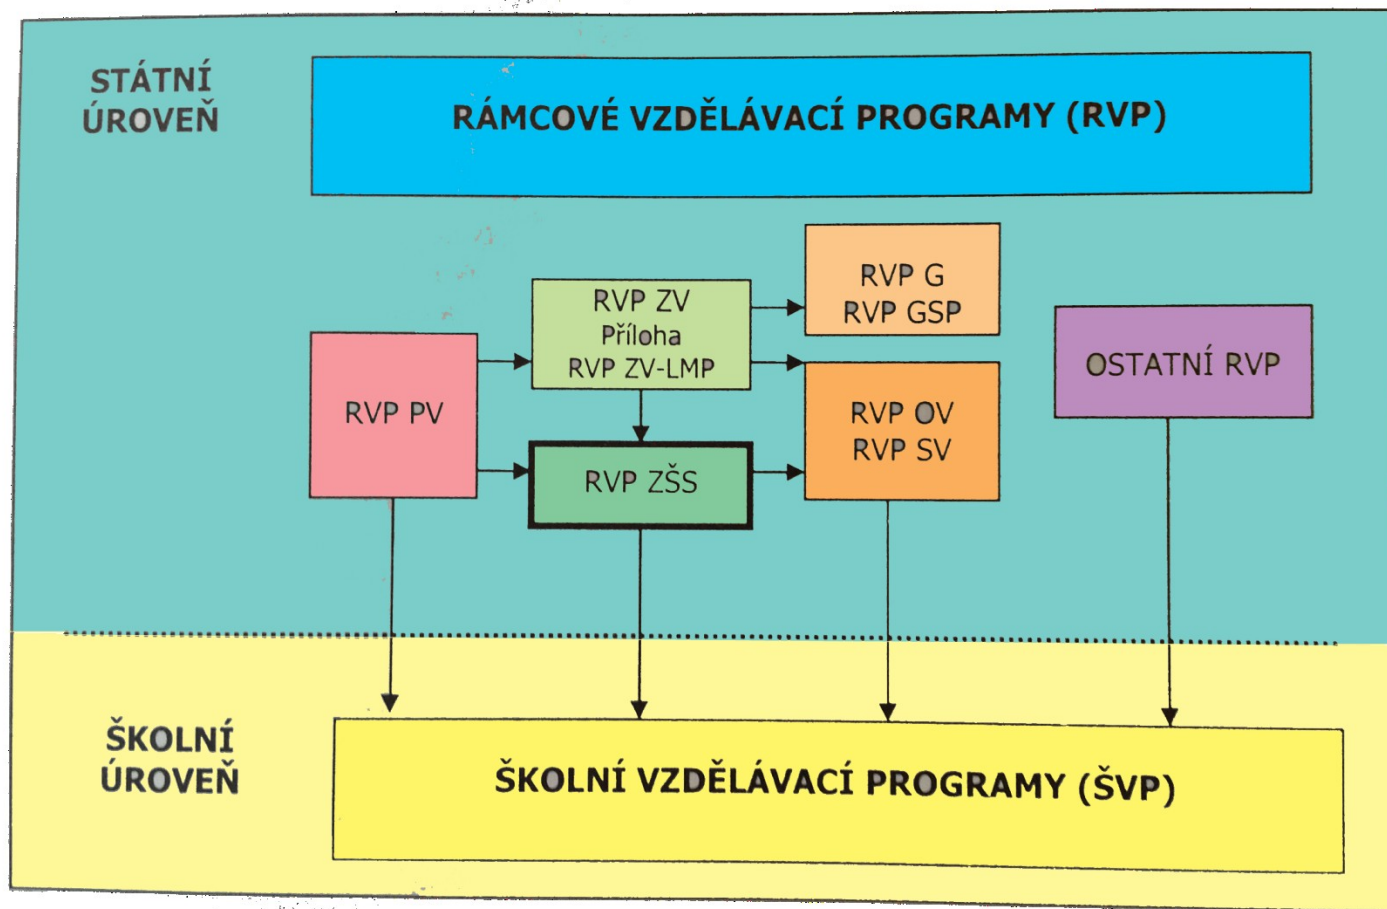 STÁTNÍ
ÚROVEŇ
RÁMCOVÉ VZDĚLÁVACÍ PROGRAMY (RVP)
RVP G
RVP GSP
RVP ZV
Příloha
RVP ZV-LMP
OSTATNÍ RVP
RVP PV
RVP OV
RVP SV
RVP ZŠS
ŠKOLNÍ
ÚROVEŇ
ŠKOLNÍ VZDĚLÁVACÍ PROGRAMY (ŠVP)